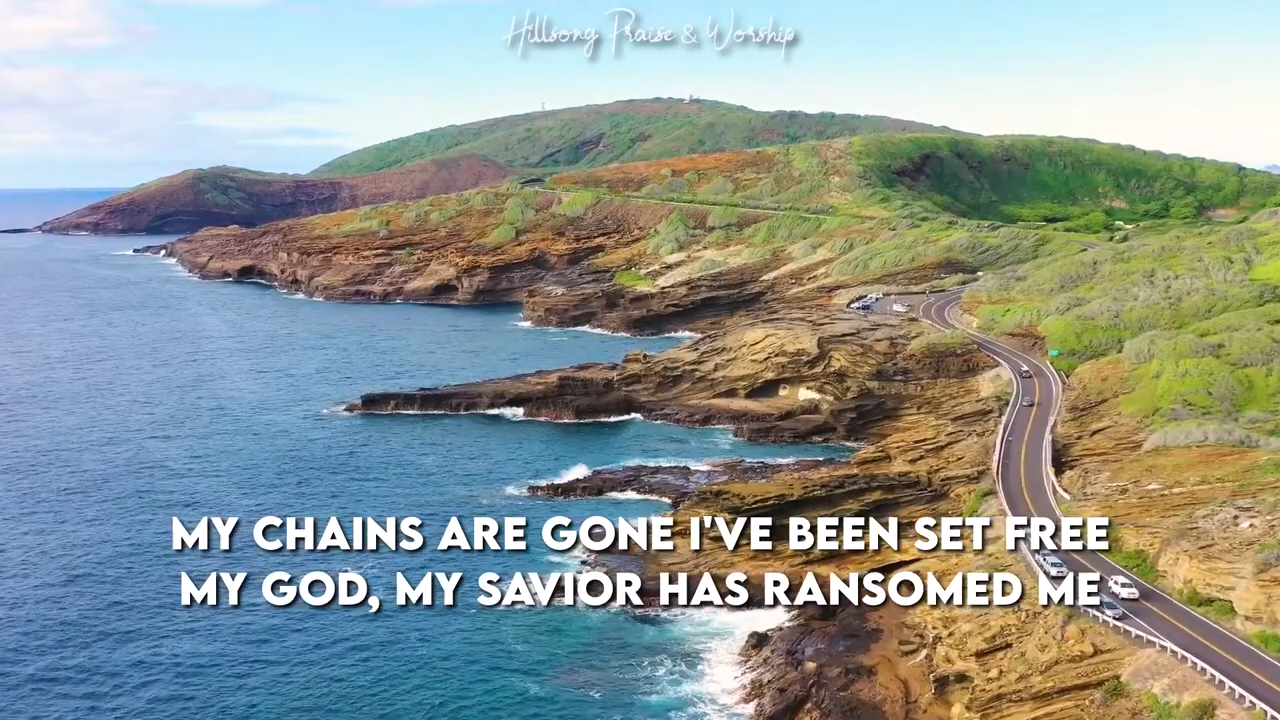 Hillsong Praise & Worship
MY CHAINS ARE GONE I'VE BEEN SET FREE
MY GOD, MY SAVIOR HAS RANSOMED ME